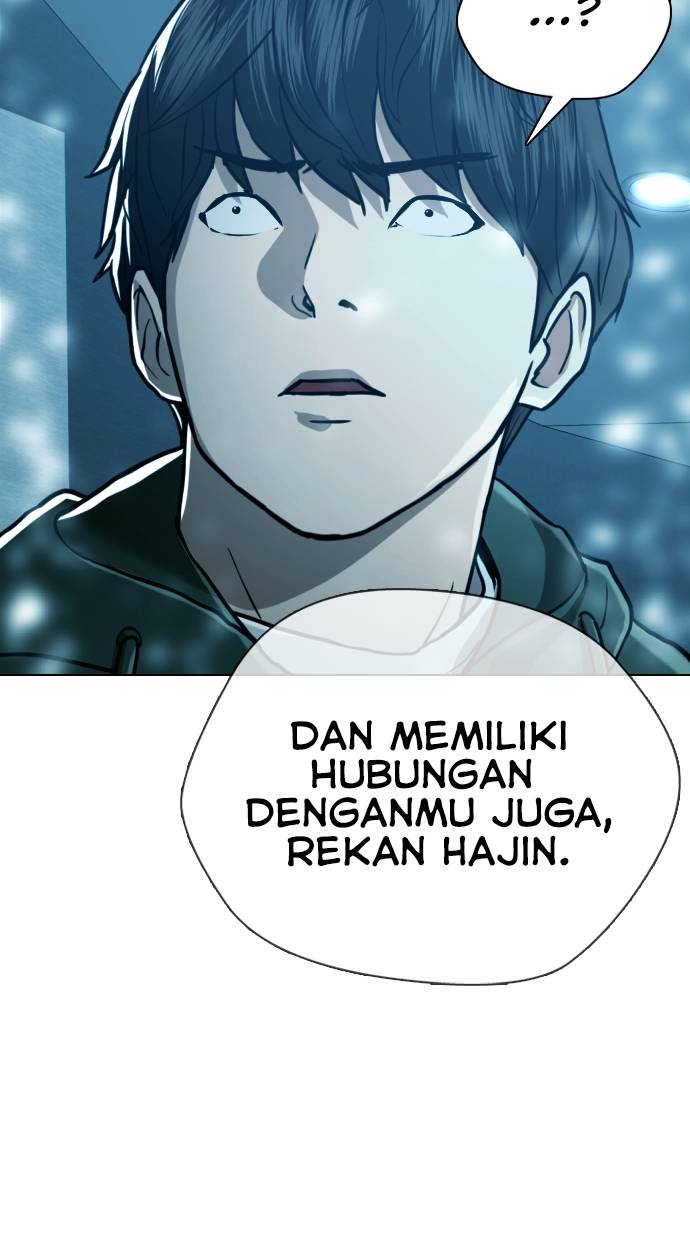 ...?
DAN MEMILIKI
HUBUNGAN
DENGANMU JUGA,
REKAN HAJIN.